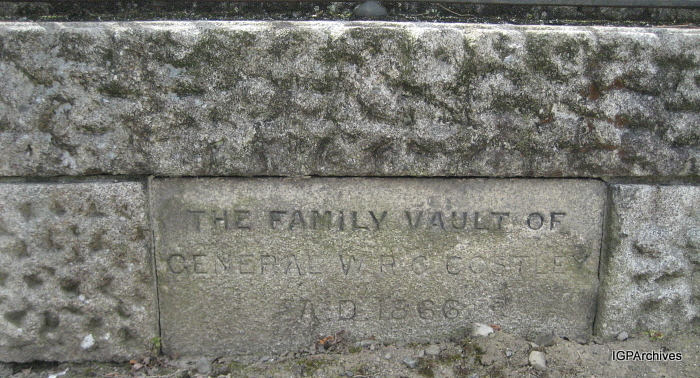 THE FAMILY VAULT OF
GENERAL W.R.C. COSTLEY
A.D. 1866
IGPArchives